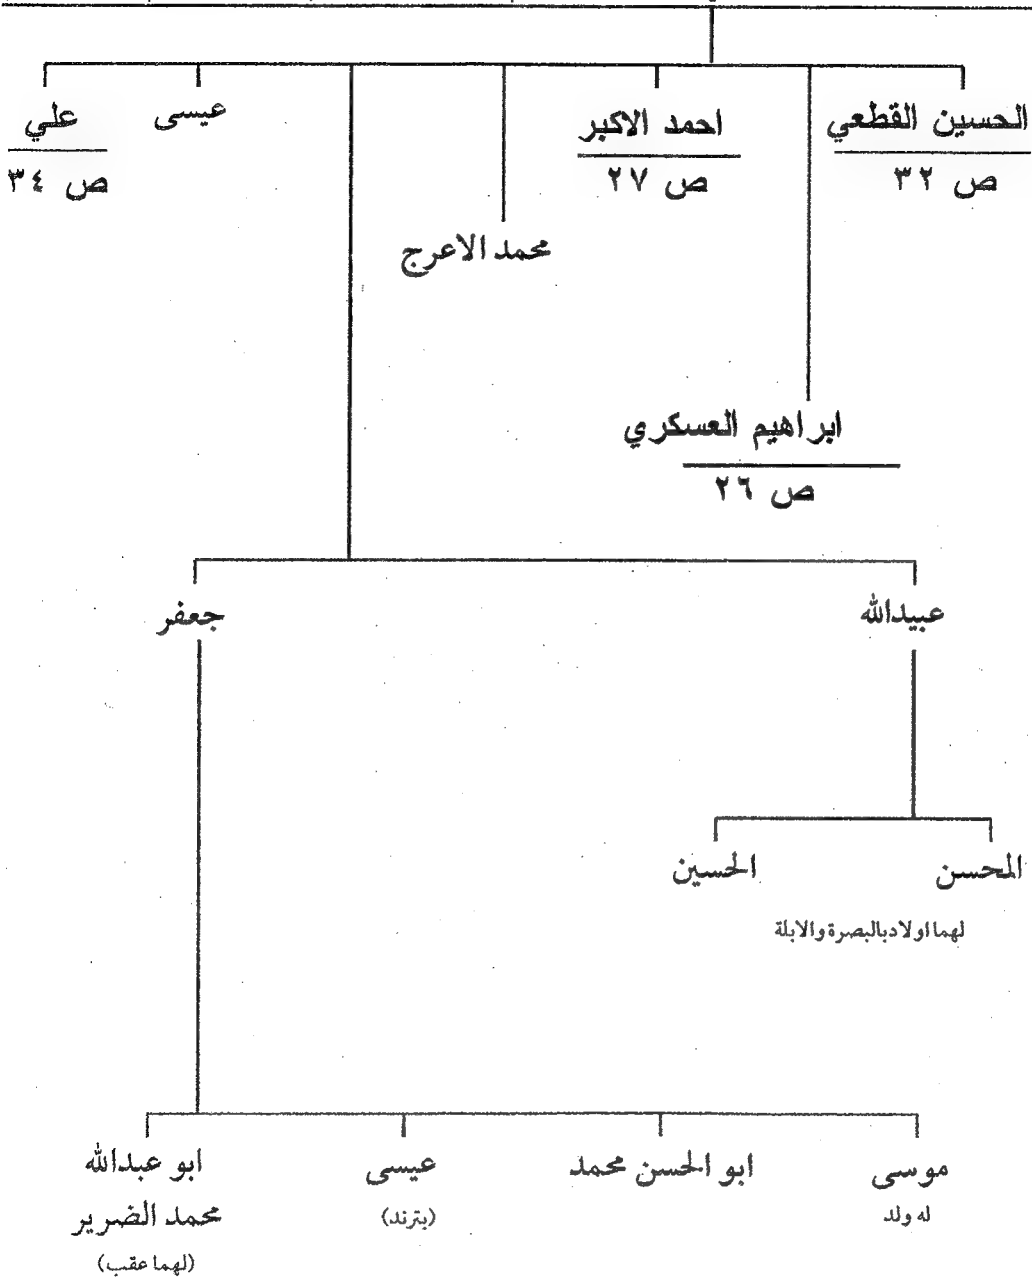 الحسين القطعي
ص ٣٢
احمد الاكبر
ص ٢٧
عيسى
علي
ص ٣٤
محمد الاعرج
ابراهيم العسكري
ص ٢٦
عبيدالله
جعفر
المحسن
الحسين
لهما اولاد بالبصرة والابلة
موسى
له ولد
ابو الحسن محمد
عيسى
(بترند)
ابو عبدالله
محمد الضرير
(لهما عقب)